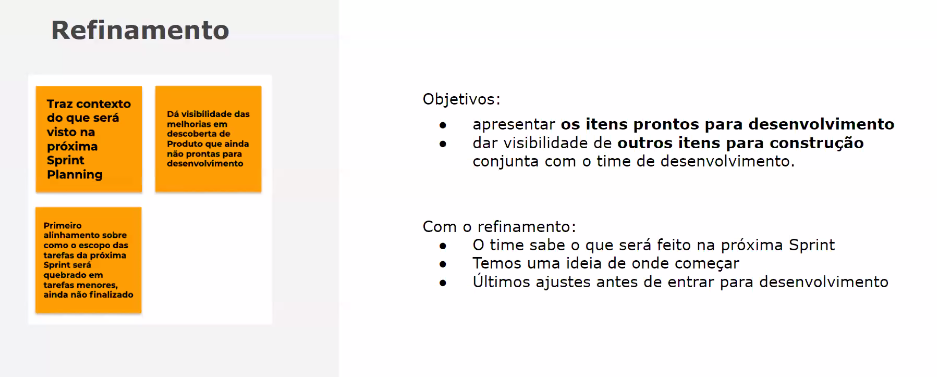 Refinamento
Traz contexto
do que será
visto na
próxima
Sprint
Planning
Dá visibilidade das
melhorias em
descoberta de
Produto que ainda
não prontas para
desenvolvimento
Primeiro
alinhamento sobre
como o escopo das
tarefas da próxima
Sprint será
quebrado em
tarefas menores,
ainda não finalizado
Objetivos:
● apresentar os itens prontos para desenvolvimento
● dar visibilidade de outros itens para construção
conjunta com o time de desenvolvimento.
Com o refinamento:
● O time sabe o que será feito na próxima Sprint
● Temos uma ideia de onde começar
● Últimos ajustes antes de entrar para desenvolvimento